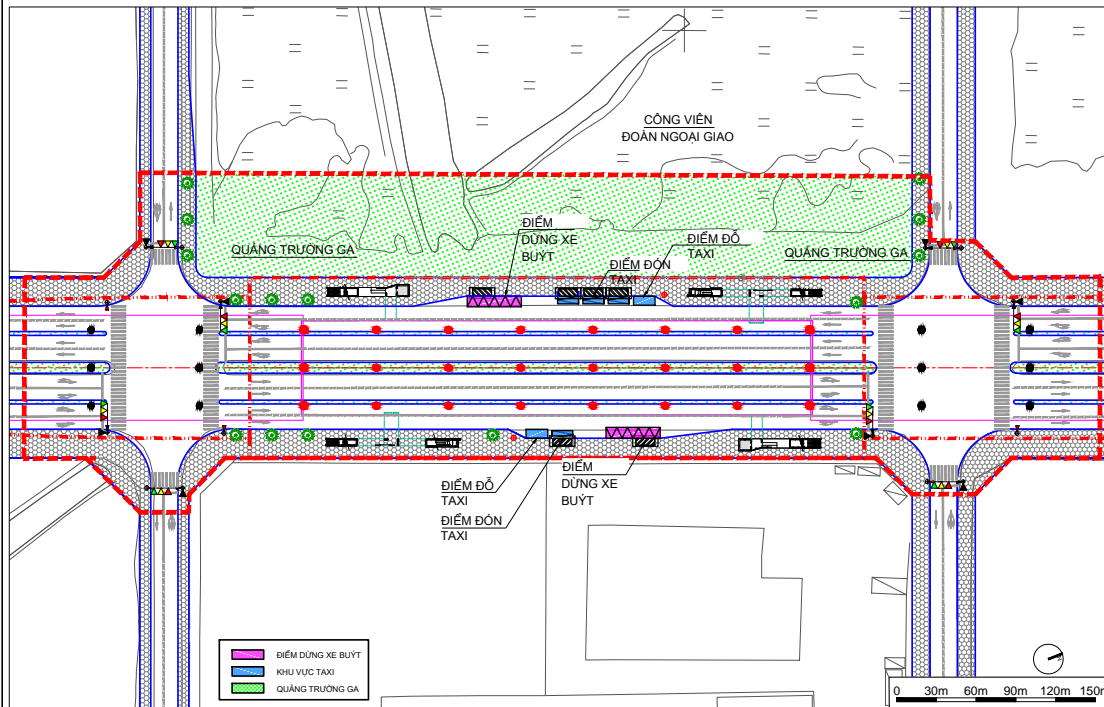 CÔNG VIÊN
ĐOÀN NGOẠI GIAO
QUẢNG TRƯỜNG GA
ĐIỂM
DỪNG XE
BUÝT
ĐIỂM ĐỖ
TAXI
QUẢNG TRƯỜNG GA
ĐIỂM ĐÓN
TAXI
ĐIỂM ĐỖ
TAXI
ĐIỂM ĐÓN
TAXI
ĐIỂM
DỪNG XE
BUÝT
ĐIỂM DỪNG XE BUÝT
KHU VỰC TAXI
QUẢNG TRƯỜNG GA
0 30m 60m 90m 120m 150m